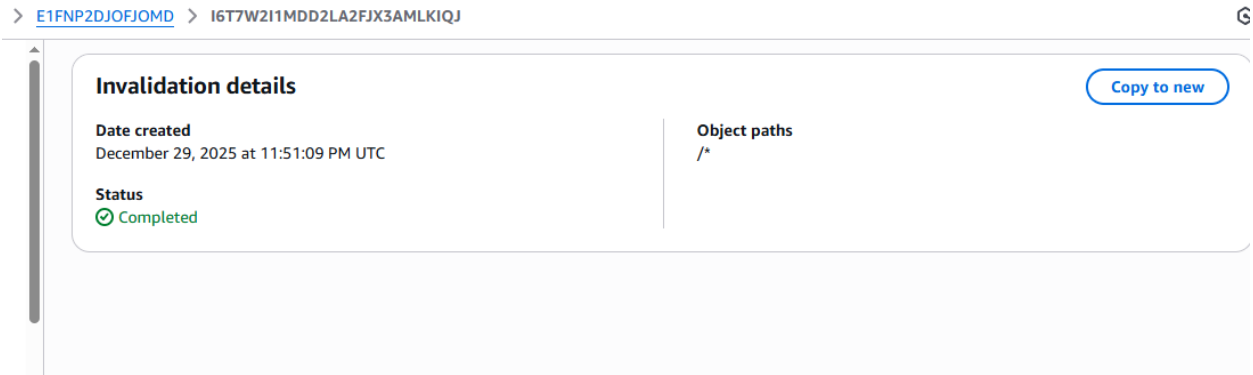 > E1FNP2DJOFJOMD > I6T7W2I1MDD2LA2FJX3AMLKIQJ
Invalidation details
Copy to new
Date created
December 29, 2025 at 11:51:09 PM UTC
Object paths
/*
Status
Completed